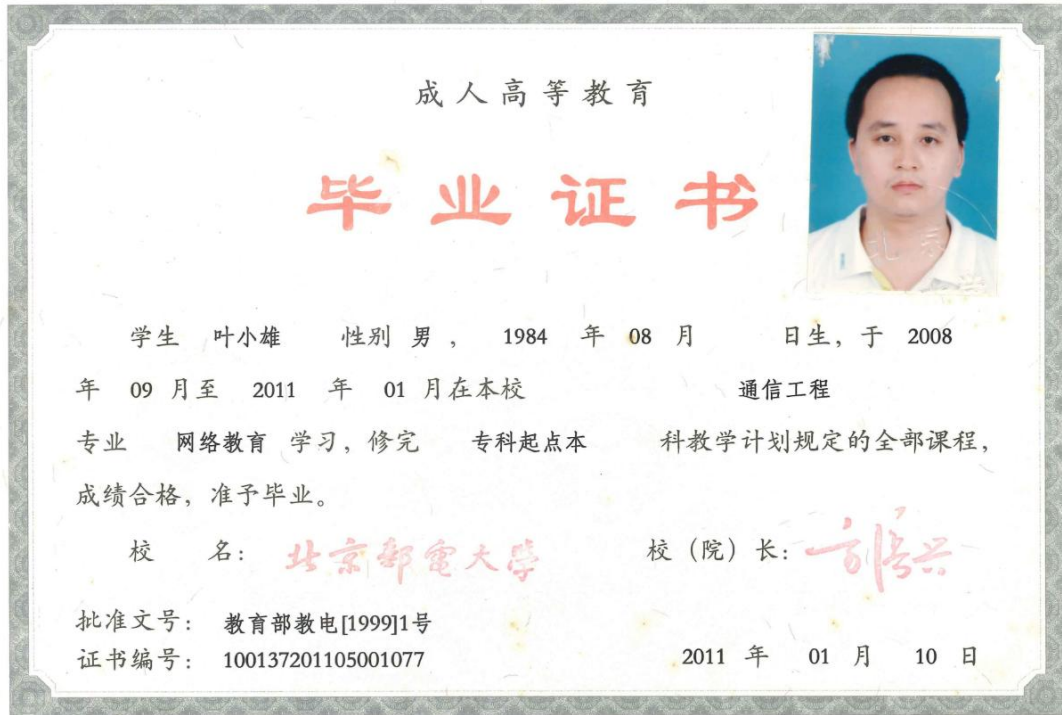 成人高等教育
毕业证书
学生 叶小雄 性别 男 , 1984 年 08 月 日生, 于 2008
年 09 月至 2011 年 01 月在本校 通信工程
专业 网络教育 学习, 修完 专科起点本 科教学计划规定的全部课程,
成绩合格, 准予毕业。
校 名: 北京邮电大学 校 (院) 长:
批准文号: 教育部教电[1999]1号
证书编号: 100137201105001077 2011 年 01 月 10 日